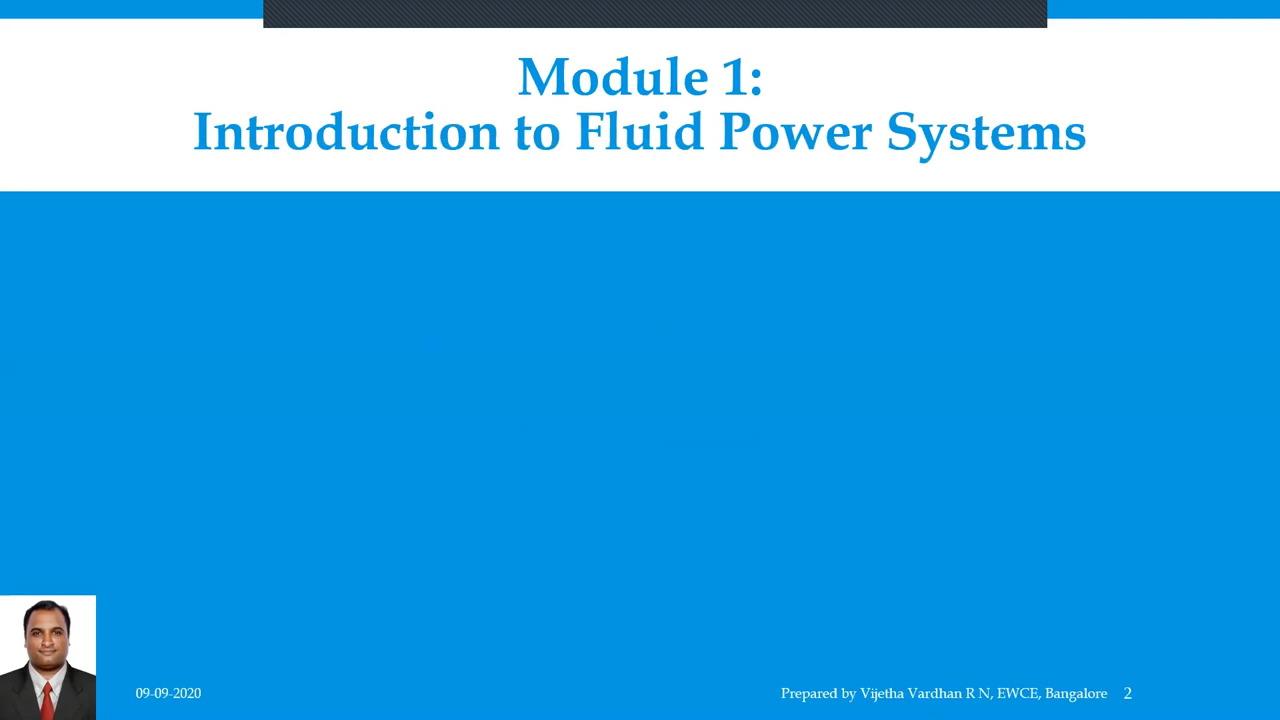 Module 1:
Introduction to Fluid Power Systems
09-09-2020
Prepared by Vijetha Vardhan R N, EWCE, Bangalore 2